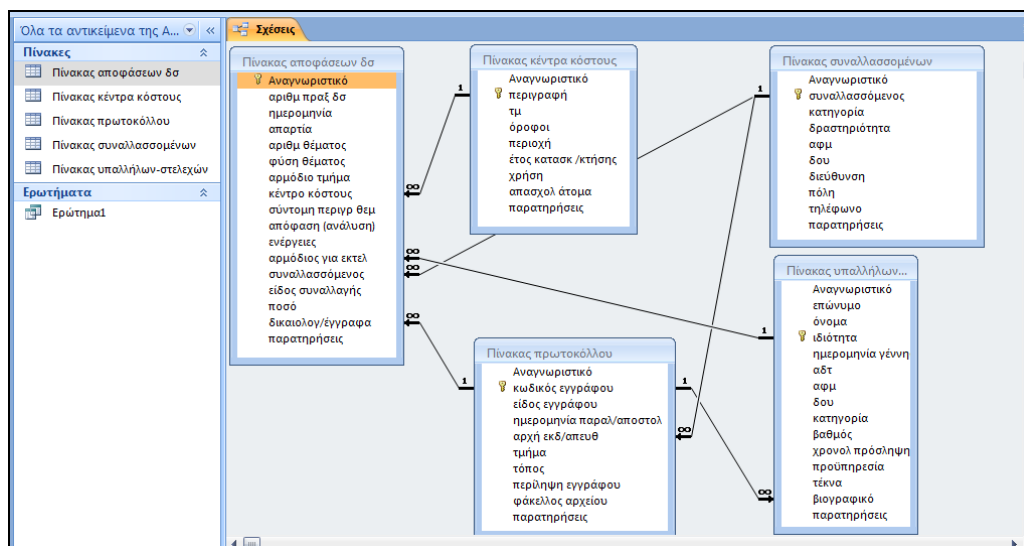 Όλα τα αντικείμενα της Α...
Πίνακες
Πίνακας αποφάσεων δσ
Πίνακας κέντρα κόστους
Πίνακας πρωτοκόλλου
Πίνακας συναλλασσομένων
Πίνακας υπαλλήλων-στελεχών
Ερωτήματα
Ερώτημα1
Σχέσεις
Πίνακας αποφάσεων δσ
Αναγνωριστικό
αριθμ πραξ δσ
ημερομηνία
απαρτία
αριθμ θέματος
φύση θέματος
αρμόδιο τμήμα
κέντρο κόστους
σύντομη περιγρ θεμ
απόφαση (ανάλυση)
ενέργειες
αρμόδιος για εκτελ
συναλλασσόμενος
είδος συναλλαγής
ποσό
δικαιολογ/έγγραφα
παρατηρήσεις
Πίνακας κέντρα κόστους
Αναγνωριστικό
περιγραφή
τμ
όροφοι
περιοχή
έτος κατασκ /κτήσης
χρήση
απασχολ άτομα
παρατηρήσεις
Πίνακας συναλλασσομένων
Αναγνωριστικό
συναλλασσόμενος
κατηγορία
δραστηριότητα
αφμ
δου
διεύθυνση
πόλη
τηλέφωνο
παρατηρήσεις
Πίνακας πρωτοκόλλου
Αναγνωριστικό
κωδικός εγγράφου
είδος εγγράφου
ημερομηνία παραλ/αποστολ
αρχή εκδ/απευθ
τμήμα
τόπος
περίληψη εγγράφου
φάκελλος αρχείου
παρατηρήσεις
Πίνακας υπαλλήλων...
Αναγνωριστικό
επώνυμο
όνομα
ιδιότητα
ημερομηνία γέννη
αδτ
αφμ
δου
κατηγορία
βαθμός
χρονολ πρόσληψη
προϋπηρεσία
τέκνα
βιογραφικό
παρατηρήσεις
1
∞
1
∞
∞
1
∞
1
∞
1
∞
1
∞